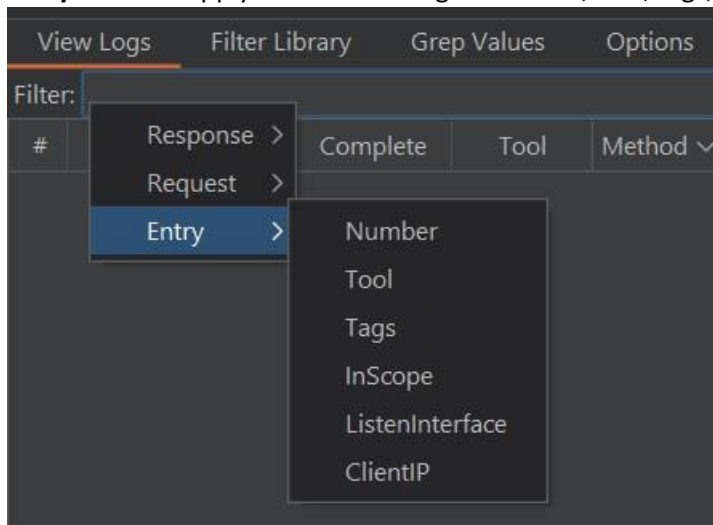 View Logs Filter Library Grep Values Options
Filter:
# Complete Tool Method
Response
Request
Entry
Number
Tool
Tags
InScope
ListenInterface
ClientIP